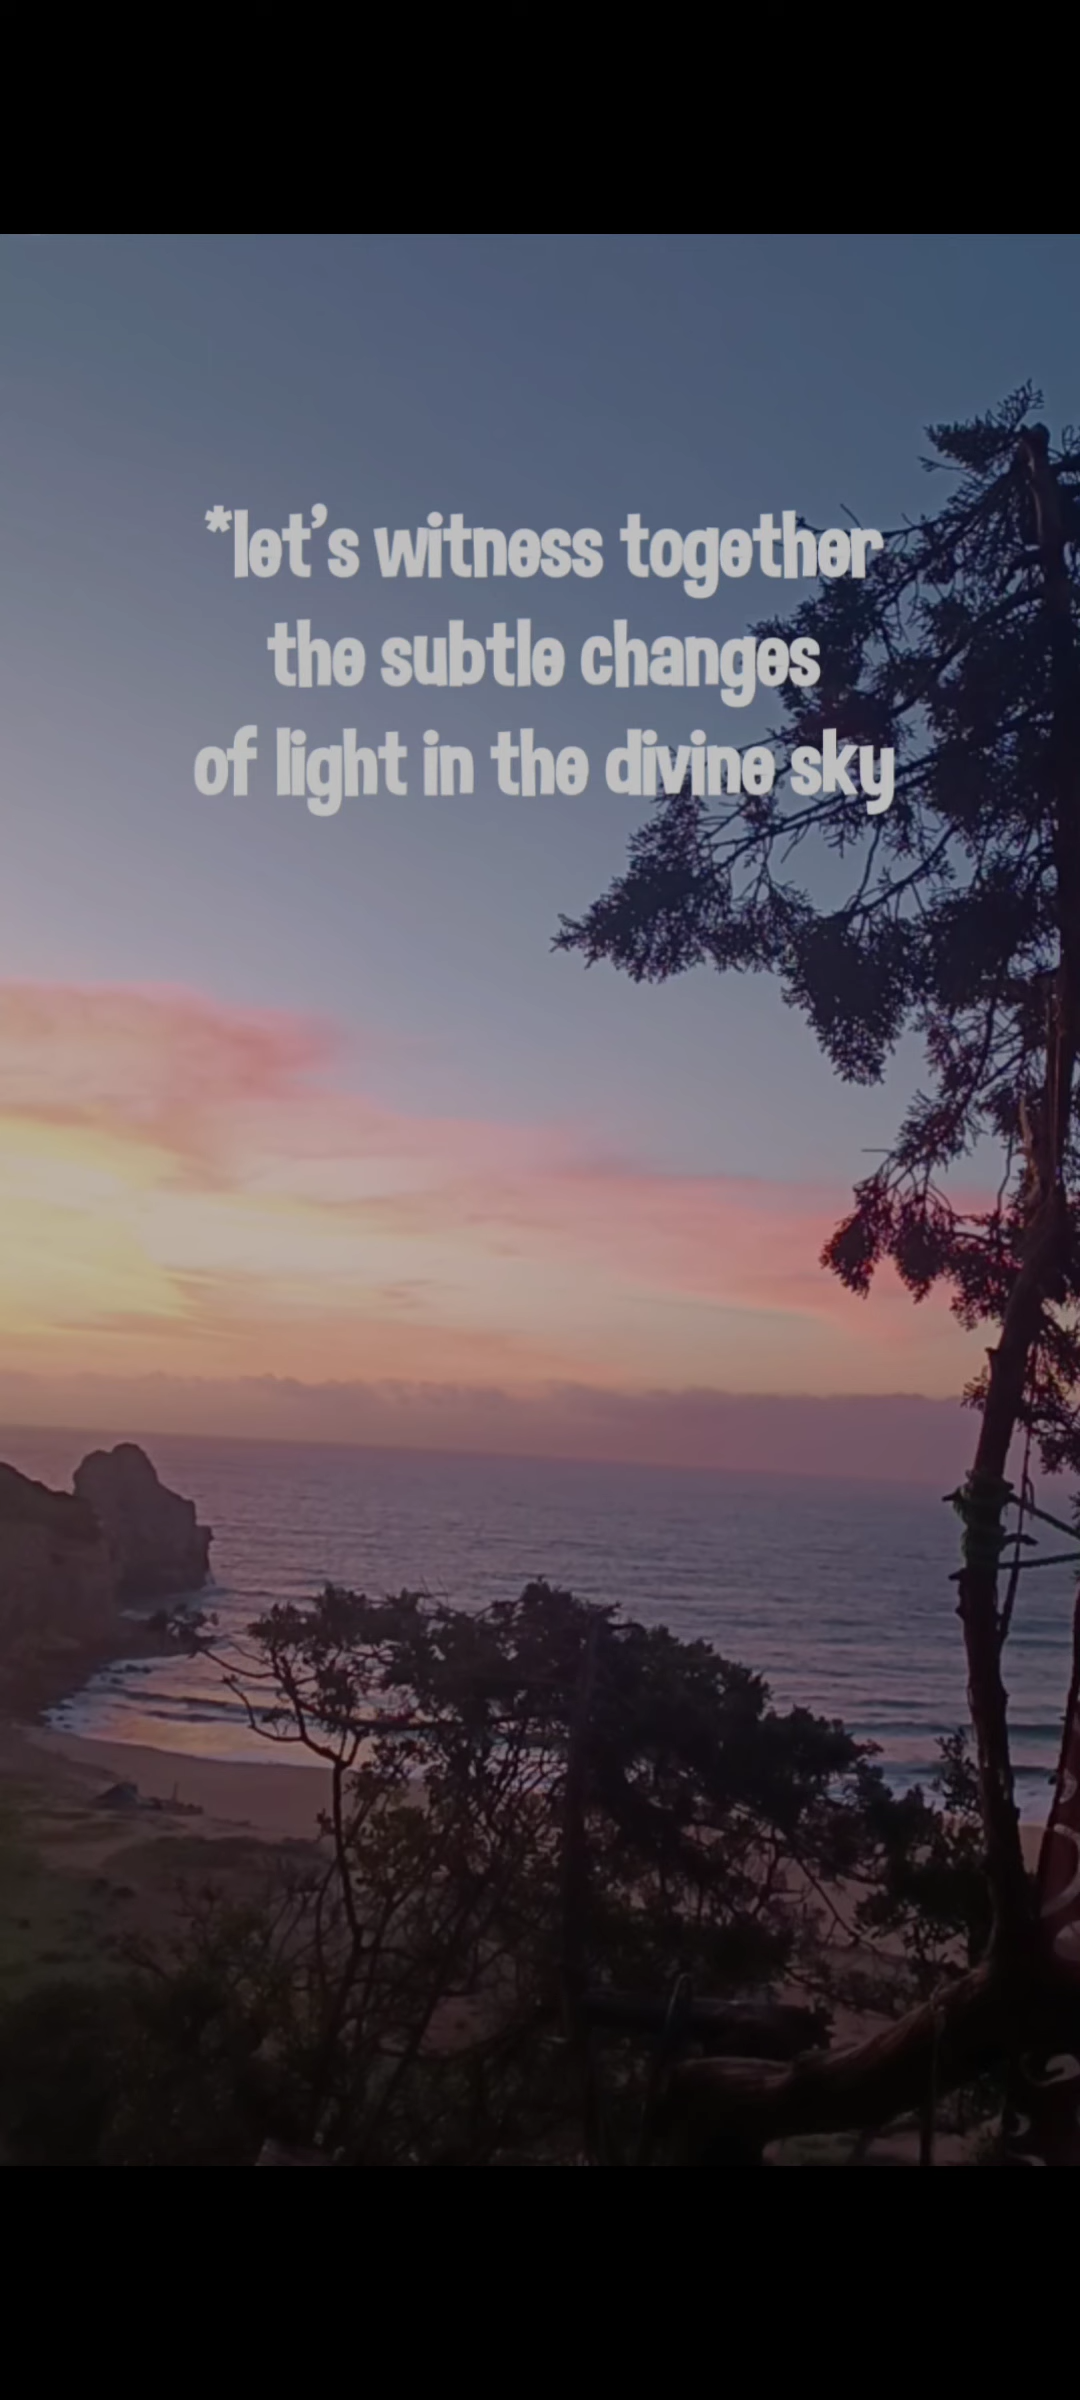 *let's witness together
the subtle changes
of light in the divine sky